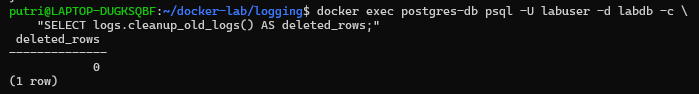 putri@LAPTOP-DUGKSQBF:~/docker-lab/logging$ docker exec postgres-db psql -U labuser -d labdb -c \
    "SELECT logs.cleanup_old_logs() AS deleted_rows;"
 deleted_rows
--------------
            0
(1 row)